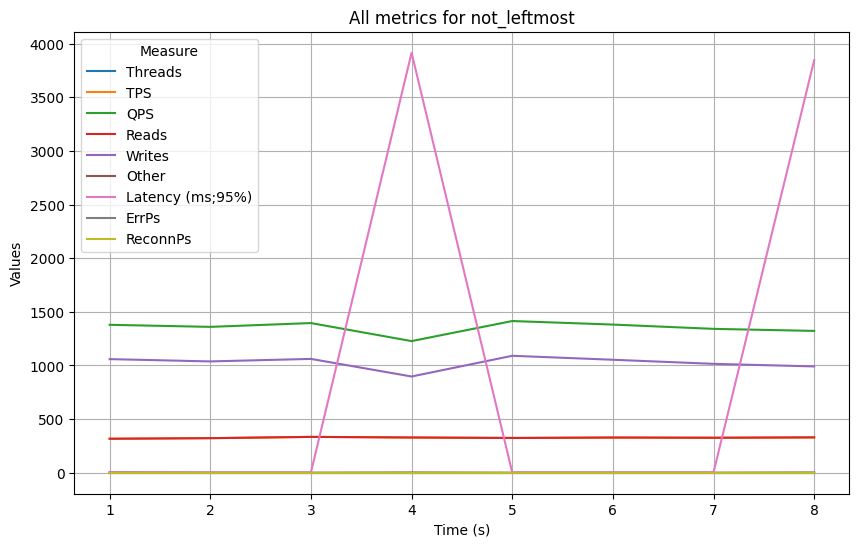 All metrics for not_leftmost
Measure
Threads
TPS
QPS
Reads
Writes
Other
Latency (ms;95%)
ErrPs
ReconnPs
4000
3500
3000
2500
2000
1500
1000
500
0
Values
1 2 3 4 5 6 7 8
Time (s)